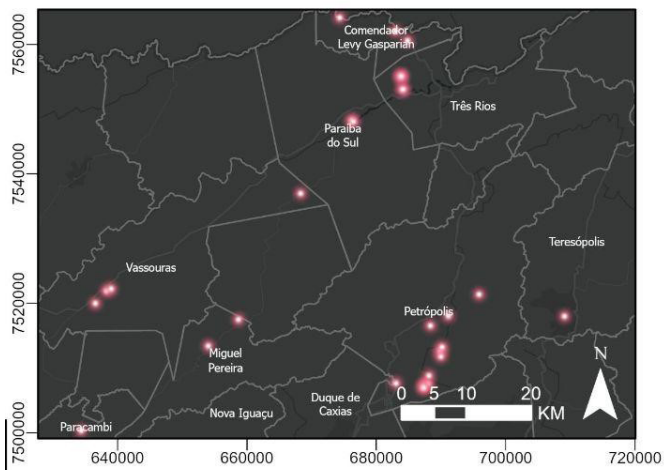 7560000
7540000
7520000
7500000
Comendador
Levy Gasparian
Três Rios
Paraíba
do Sul
Teresópolis
Vassouras
Petrópolis
Miguel
Pereira
Duque de
Caxias
Nova Iguaçu
Paracambi
N
0 5 10 20
KM
640000 660000 680000 700000 720000